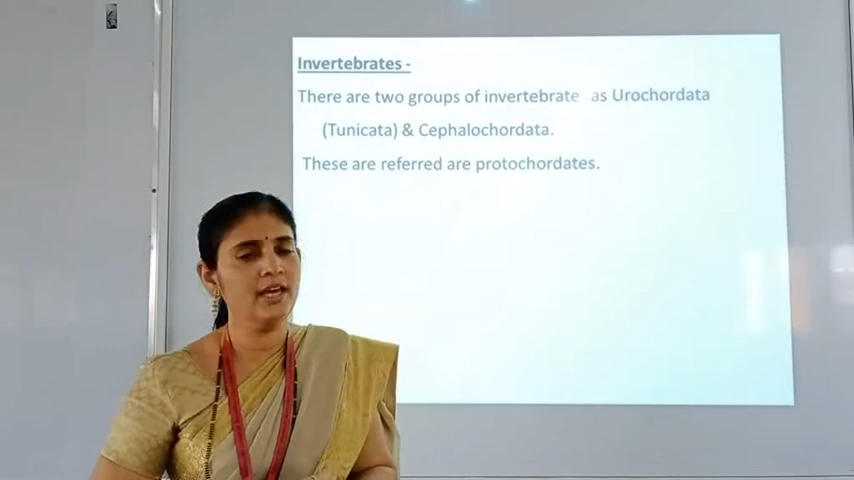 Invertebrates -
There are two groups of invertebrate as Urochordata
(Tunicata) & Cephalochordata.
These are referred are protochordates.